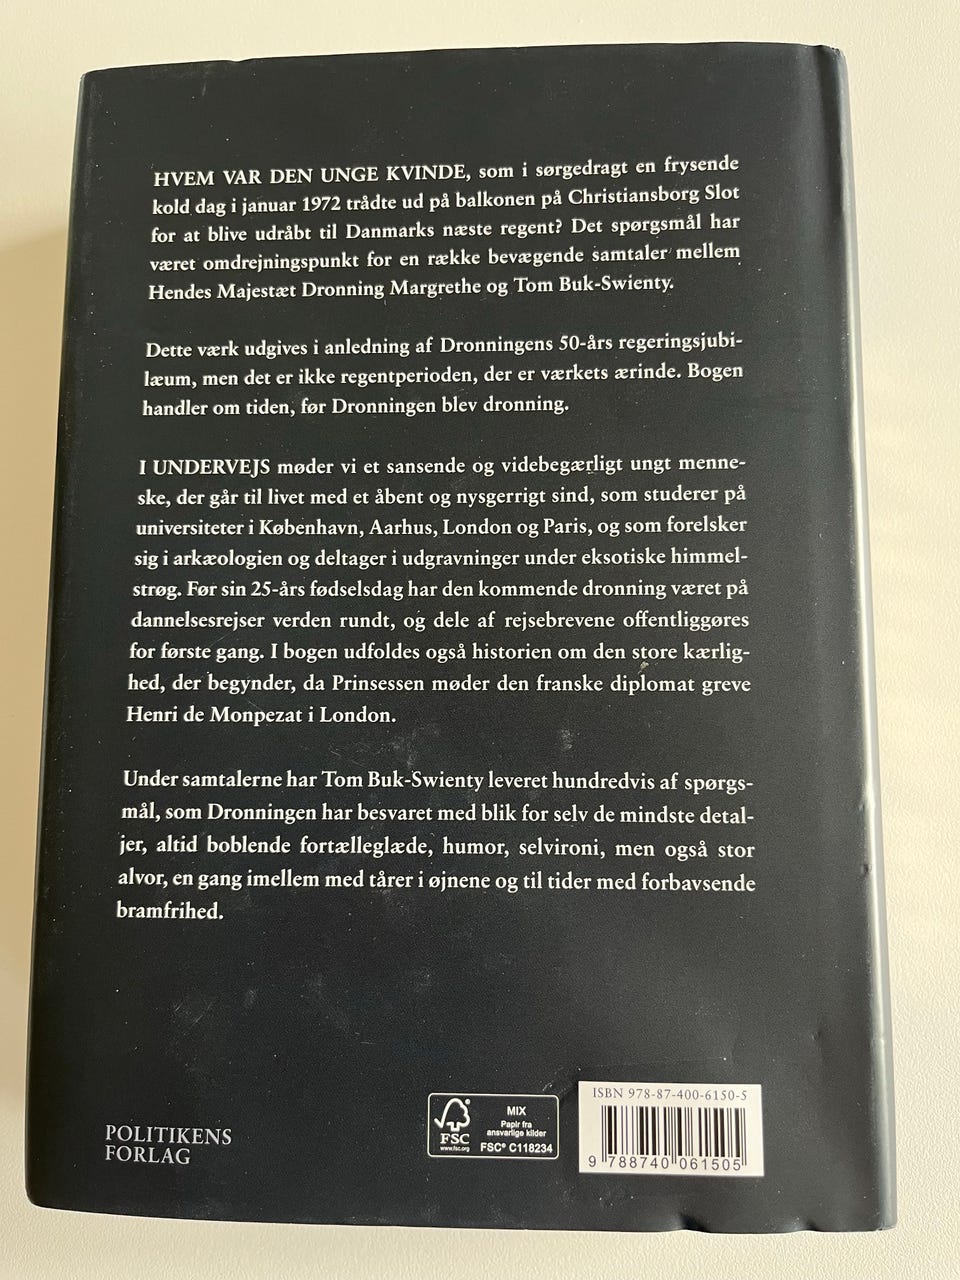 HVEM VAR DEN UNGE KVINDE, som i sørgedragt en frysende
kold dag i januar 1972 trådte ud på balkonen på Christiansborg Slot
for at blive udråbt til Danmarks næste regent? Det spørgsmål har
været omdrejningspunkt for en række bevægende samtaler mellem
Hendes Majestæt Dronning Margrethe og Tom Buk-Swienty.
Dette værk udgives i anledning af Dronningens 50-års regeringsjubi-
læum, men det er ikke regentperioden, der er værkets ærinde. Bogen
handler om tiden, før Dronningen blev dronning.
I UNDERVEJS møder vi et sansende og videbegærligt ungt menne-
ske, der går til livet med et åbent og nysgerrigt sind, som studerer på
universiteter i København, Aarhus, London og Paris, og som forelsker
sig i arkæologien og deltager i udgravninger under eksotiske himmel-
strøg. Før sin 25-års fødselsdag har den kommende dronning været på
dannelsesrejser verden rundt, og dele af rejsebrevene offentliggøres
for første gang. I bogen udfoldes også historien om den store kærlig-
hed, der begynder, da Prinsessen møder den franske diplomat greve
Henri de Monpezat i London.
Under samtalerne har Tom Buk-Swienty leveret hundredvis af spørgs-
mål, som Dronningen har besvaret med blik for selv de mindste detal-
jer, altid boblende fortælleglæde, humor, selvironi, men også stor
alvor, en gang imellem med tårer i øjnene og til tider med forbavsende
bramfrihed.
POLITIKENS
FORLAG
FSC
www.fsc.org
MIX
Papir fra
ansvarlige kilder
FSC® C118234
ISBN 978-87-400-6150-5
9 788740 061505